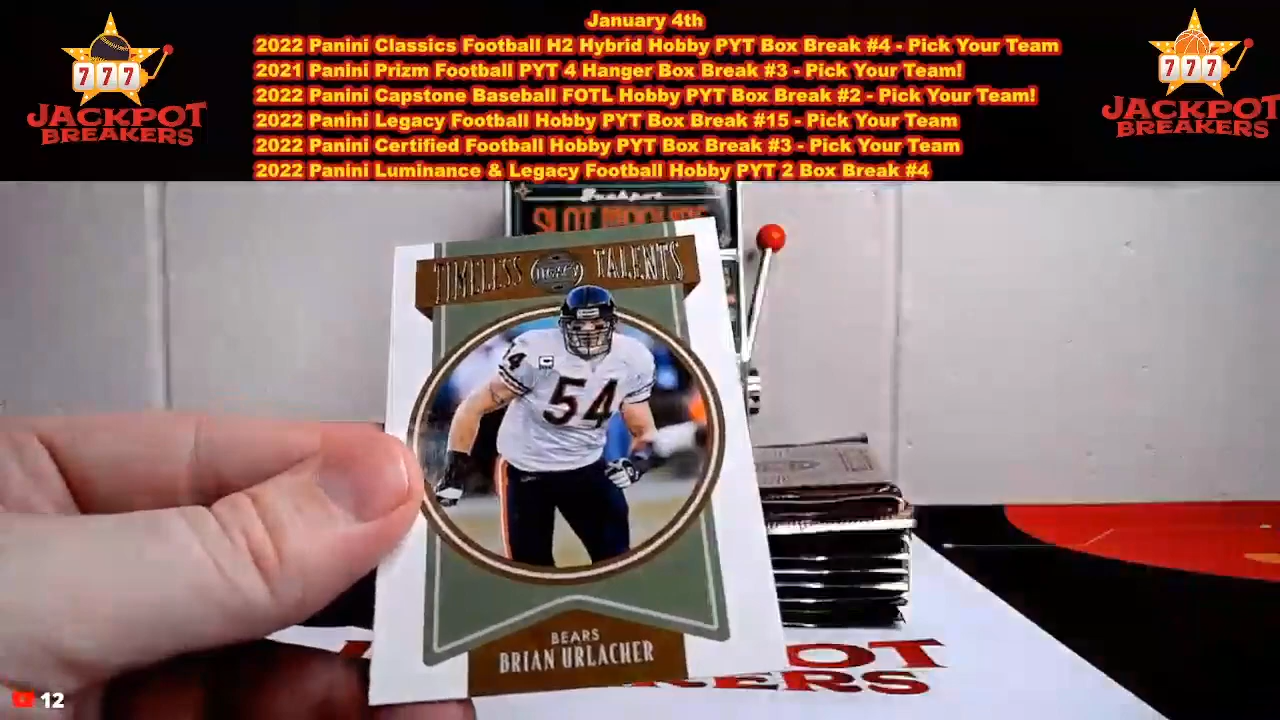 January 4th
2022 Panini Classics Football H2 Hybrid Hobby PYT Box Break #4 - Pick Your Team
2021 Panini Prizm Football PYT 4 Hanger Box Break #3 - Pick Your Team!
2022 Panini Capstone Baseball FOTL Hobby PYT Box Break #2 - Pick Your Team!
2022 Panini Legacy Football Hobby PYT Box Break #15 - Pick Your Team
2022 Panini Certified Football Hobby PYT Box Break #3 - Pick Your Team
2022 Panini Luminance & Legacy Football Hobby PYT 2 Box Break #4
777
JACKPOT
BREAKERS
777
JACKPOT
BREAKERS
TIMELESS LEGACY TALENTS
54
54
BEARS
BRIAN URLACHER
12